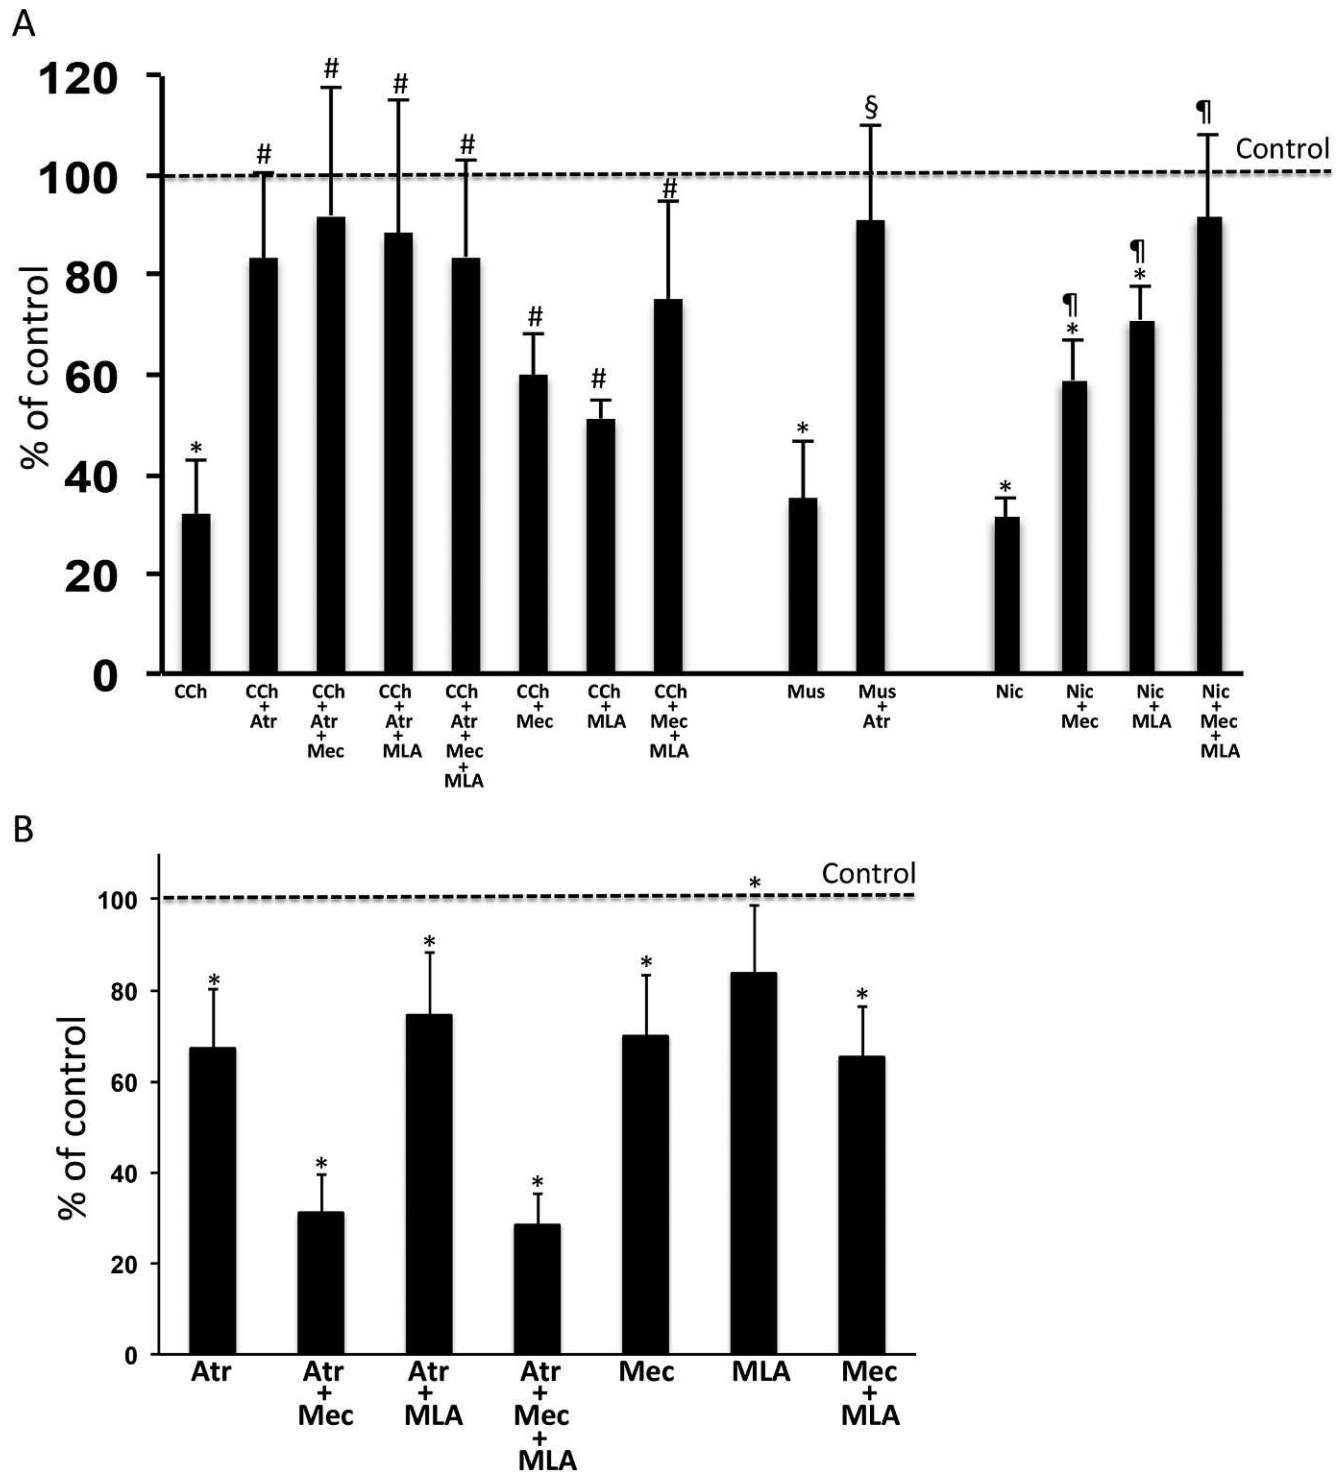 A
120
100
80
60
40
20
0
% of control
Control
*
#
#
#
#
#
#
#
*
§
*
¶
*
¶
*
¶
CCh
CCh
+
Atr
CCh
+
Atr
+
Mec
CCh
+
Atr
+
MLA
CCh
+
Atr
+
Mec
+
MLA
CCh
+
Mec
CCh
+
MLA
CCh
+
Mec
+
MLA
Mus
Mus
+
Atr
Nic
Nic
+
Mec
Nic
+
MLA
Nic
+
Mec
+
MLA
B
100
80
60
40
20
0
% of control
Control
*
*
*
*
*
*
*
Atr
Atr
+
Mec
Atr
+
MLA
Atr
+
Mec
+
MLA
Mec
MLA
Mec
+
MLA